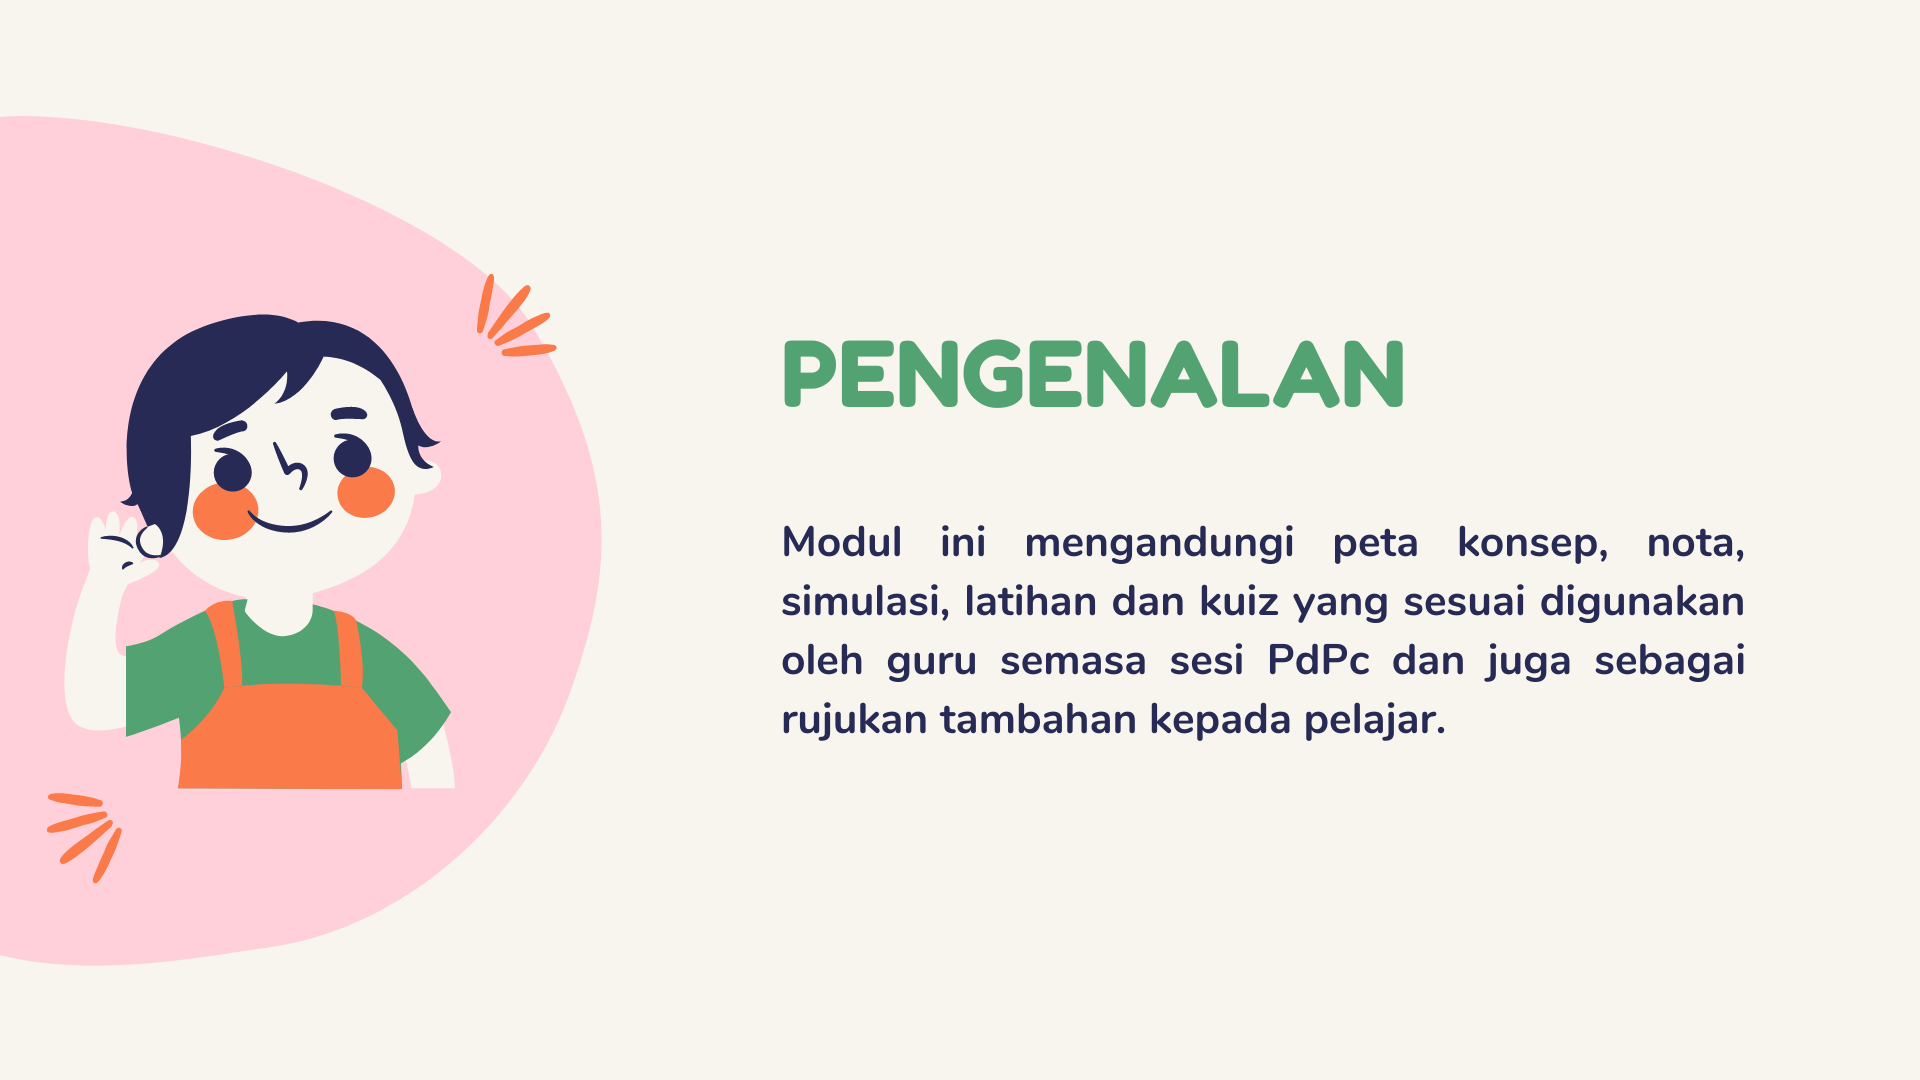 PENGENALAN
Modul ini mengandungi peta konsep, nota,
simulasi, latihan dan kuiz yang sesuai digunakan
oleh guru semasa sesi PdPc dan juga sebagai
rujukan tambahan kepada pelajar.